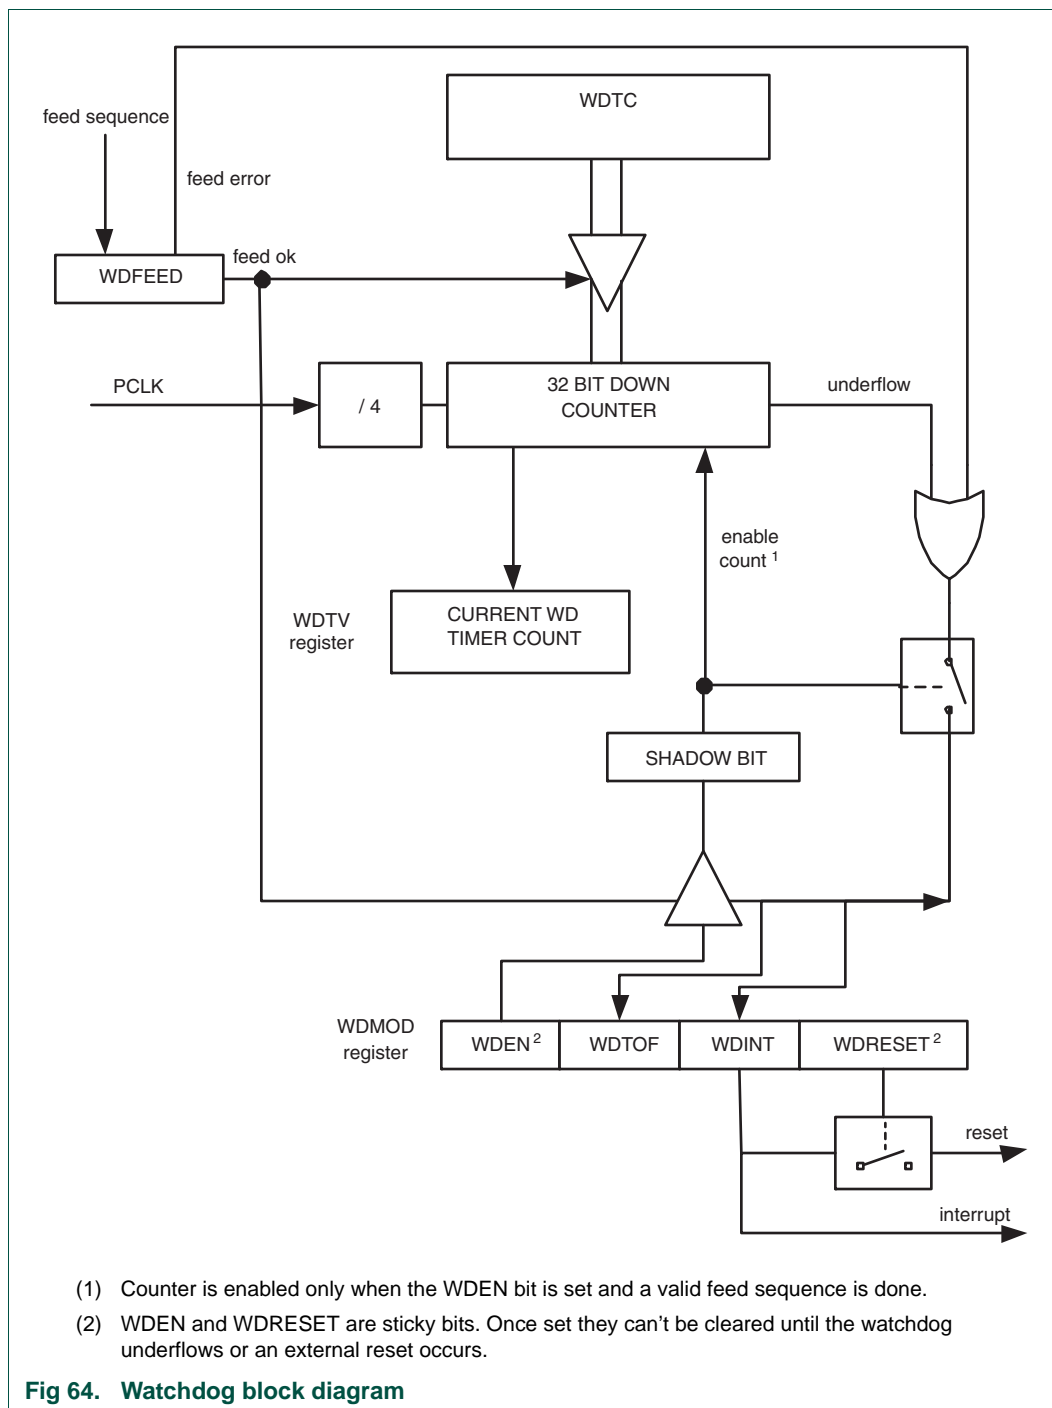 WDTC
feed sequence
feed error
feed ok
WDFEED
PCLK
/ 4
32 BIT DOWN
COUNTER
underflow
enable
count 1
WDTV
register
CURRENT WD
TIMER COUNT
SHADOW BIT
WDMOD
register
WDEN 2
WDTOF
WDINT
WDRESET 2
reset
interrupt
(1) Counter is enabled only when the WDEN bit is set and a valid feed sequence is done.
(2) WDEN and WDRESET are sticky bits. Once set they can’t be cleared until the watchdog
underflows or an external reset occurs.
Fig 64. Watchdog block diagram